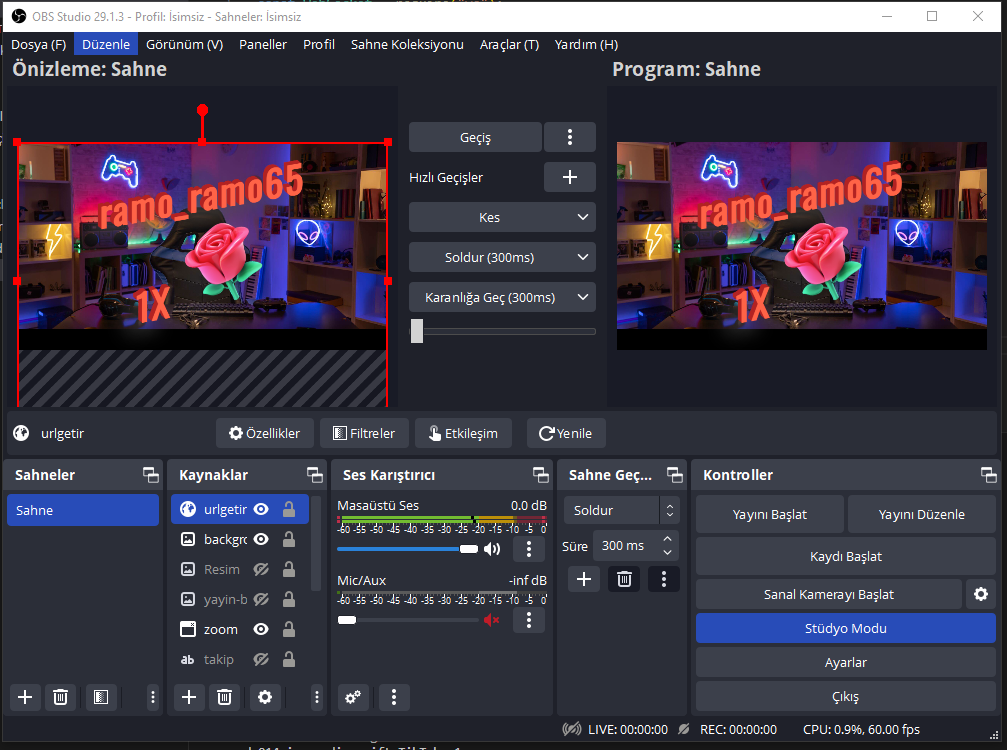 OBS Studio 29.1.3 - Profil: İsimsiz - Sahneler: İsimsiz
Dosya (F) Düzenle Görünüm (V) Paneller Profil Sahne Koleksiyonu Araçlar (T) Yardım (H)
Önizleme: Sahne
Program: Sahne
ramo_ramo65
1X
Geçiş
Hızlı Geçişler
Kes
Soldur (300ms)
Karanlığa Geç (300ms)
ramo_ramo65
1X
urlgetir Özellikler Filtreler Etkileşim Yenile
Sahneler
Sahne
Kaynaklar
urlgetir
backgro
Resim
yayin-b
zoom
ab takip
Ses Karıştırıcı
Masaüstü Ses 0.0 dB
-60 -55 -50 -45 -40 -35 -30 -25 -20 -15 -10 -5 0
Mic/Aux -inf dB
-60 -55 -50 -45 -40 -35 -30 -25 -20 -15 -10 -5 0
Sahne Geç...
Soldur
Süre 300 ms
Kontroller
Yayını Başlat Yayını Düzenle
Kaydı Başlat
Sanal Kamerayı Başlat
Stüdyo Modu
Ayarlar
Çıkış
LIVE: 00:00:00 REC: 00:00:00 CPU: 0.9%, 60.00 fps